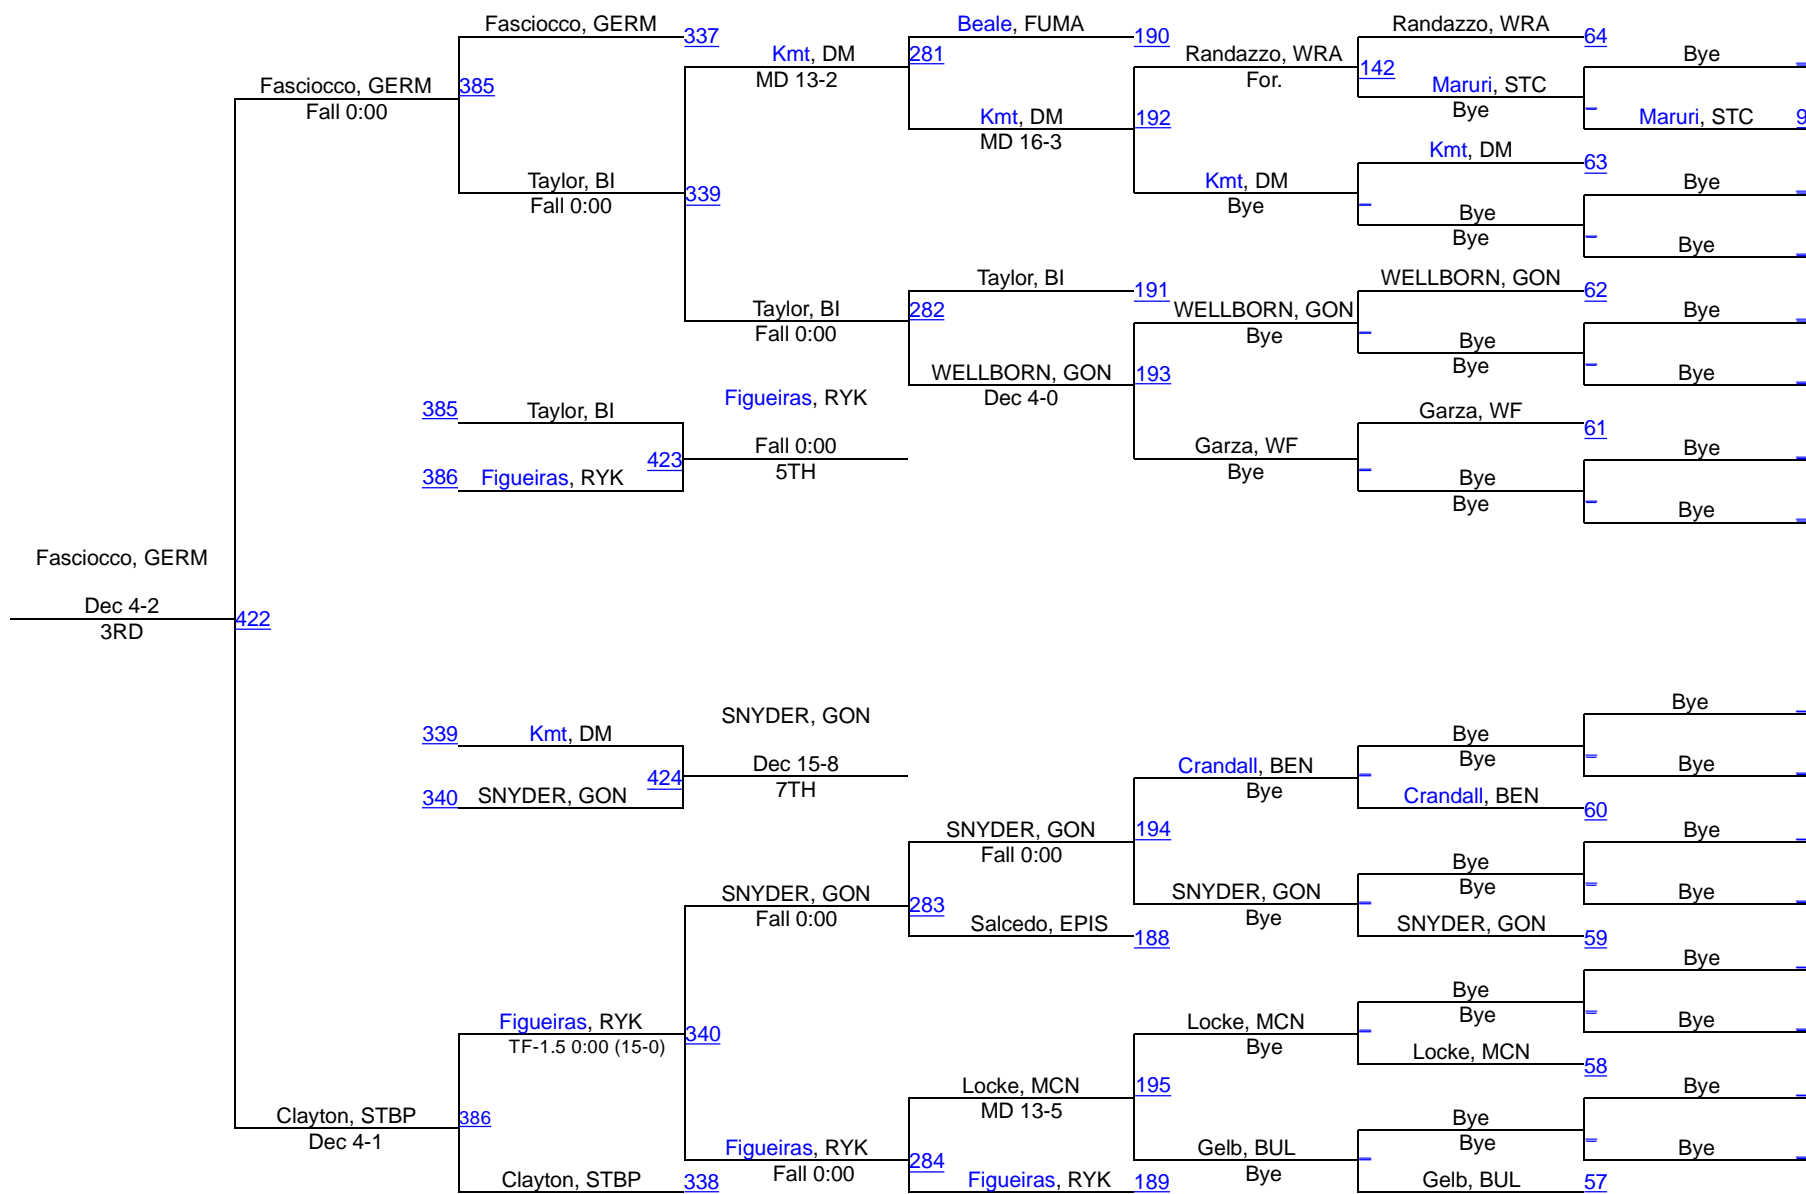 Fasciocco, GERM
337
Beale, FUMA
190
Randazzo, WRA
64
Kmt, DM
MD 13-2
281
Randazzo, WRA
For.
142
Bye
Fasciocco, GERM
Fall 0:00
385
Maruri, STC
Bye
Kmt, DM
MD 16-3
192
Maruri, STC
9
Kmt, DM
63
Taylor, BI
Fall 0:00
339
Kmt, DM
Bye
Bye
Bye
Bye
Bye
Taylor, BI
191
WELLBORN, GON
62
Taylor, BI
Fall 0:00
282
WELLBORN, GON
Bye
Bye
Bye
Bye
WELLBORN, GON
Dec 4-0
193
Bye
Figueiras, RYK
385
Taylor, BI
Garza, WF
61
Fall 0:00
5TH
423
Garza, WF
Bye
Bye
386
Figueiras, RYK
Bye
Bye
Bye
Fasciocco, GERM
Dec 4-2
3RD
422
Bye
SNYDER, GON
339
Kmt, DM
Bye
Bye
Dec 15-8
7TH
424
Crandall, BEN
Bye
Bye
340
SNYDER, GON
Crandall, BEN
60
SNYDER, GON
Fall 0:00
194
Bye
Bye
Bye
SNYDER, GON
Fall 0:00
283
SNYDER, GON
Bye
Bye
Salcedo, EPIS
188
SNYDER, GON
59
Bye
Bye
Bye
Figueiras, RYK
TF-1.5 0:00 (15-0)
340
Locke, MCN
Bye
Bye
Locke, MCN
58
Locke, MCN
MD 13-5
195
Bye
Clayton, STBP
Dec 4-1
386
Bye
Bye
Figueiras, RYK
Fall 0:00
284
Gelb, BUL
Bye
Bye
Clayton, STBP
338
Figueiras, RYK
189
Gelb, BUL
57